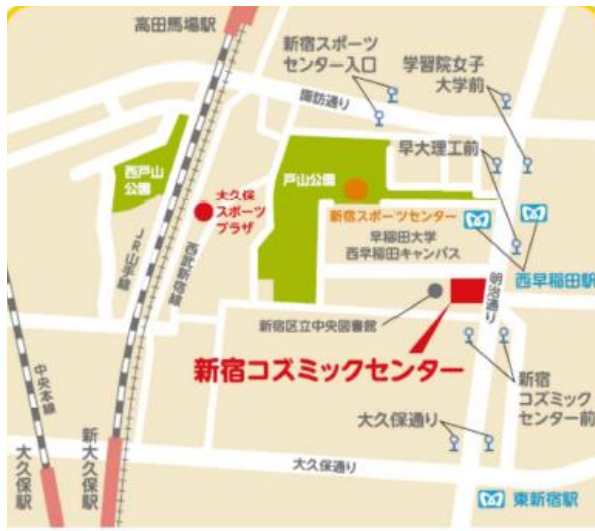 高田馬場駅
新宿スポーツ
センター入口
学習院女子
大学前
諏訪通り
早大理工前
西戸山
公園
戸山公園
大久保
スポーツ
プラザ
新宿スポーツセンター
早稲田大学
西早稲田キャンパス
西早稲田駅
JR山手線
西武新宿線
明治通り
新宿区立中央図書館
新宿コズミックセンター
新宿
コズミック
センター前
中央本線
大久保通り
大久保通り
大久保駅
新大久保駅
東新宿駅